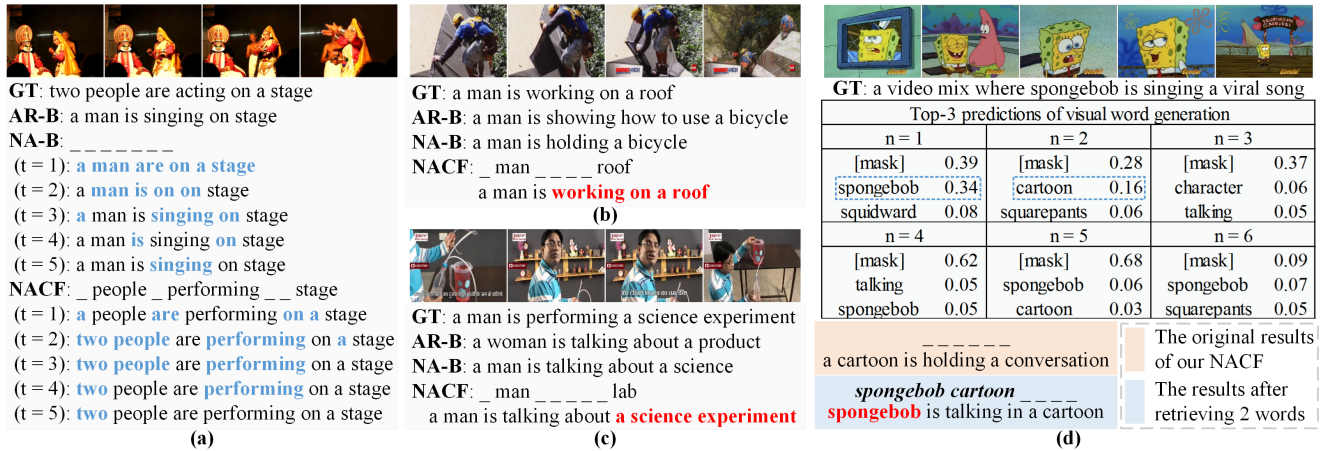 GT: two people are acting on a stage
AR-B: a man is singing on stage
NA-B: _ _ _ _ _ _ _
(t = 1): a man are on a stage
(t = 2): a man is on on stage
(t = 3): a man is singing on stage
(t = 4): a man is singing on stage
(t = 5): a man is singing on stage
NACF: _ people _ performing _ _ stage
(t = 1): a people are performing on a stage
(t = 2): two people are performing on a stage
(t = 3): two people are performing on a stage
(t = 4): two people are performing on a stage
(t = 5): two people are performing on a stage
(a)
GT: a man is working on a roof
AR-B: a man is showing how to use a bicycle
NA-B: a man is holding a bicycle
NACF: _ man _ _ _ _ roof
a man is working on a roof
(b)
GT: a man is performing a science experiment
AR-B: a woman is talking about a product
NA-B: a man is talking about a science
NACF: _ man _ _ _ _ _ lab
a man is talking about a science experiment
(c)
GT: a video mix where spongebob is singing a viral song
Top-3 predictions of visual word generation
n = 1 n = 2 n = 3
[mask] 0.39 [mask] 0.28 [mask] 0.37
spongebob 0.34 cartoon 0.16 character 0.06
squidward 0.08 squarepants 0.06 talking 0.05
n = 4 n = 5 n = 6
[mask] 0.62 [mask] 0.68 [mask] 0.09
talking 0.05 spongebob 0.06 spongebob 0.07
spongebob 0.05 cartoon 0.03 squarepants 0.05
_ _ _ _ _ _
a cartoon is holding a conversation
spongebob cartoon _ _ _ _
spongebob is talking in a cartoon
The original results
of our NACF
The results after
retrieving 2 words
(d)